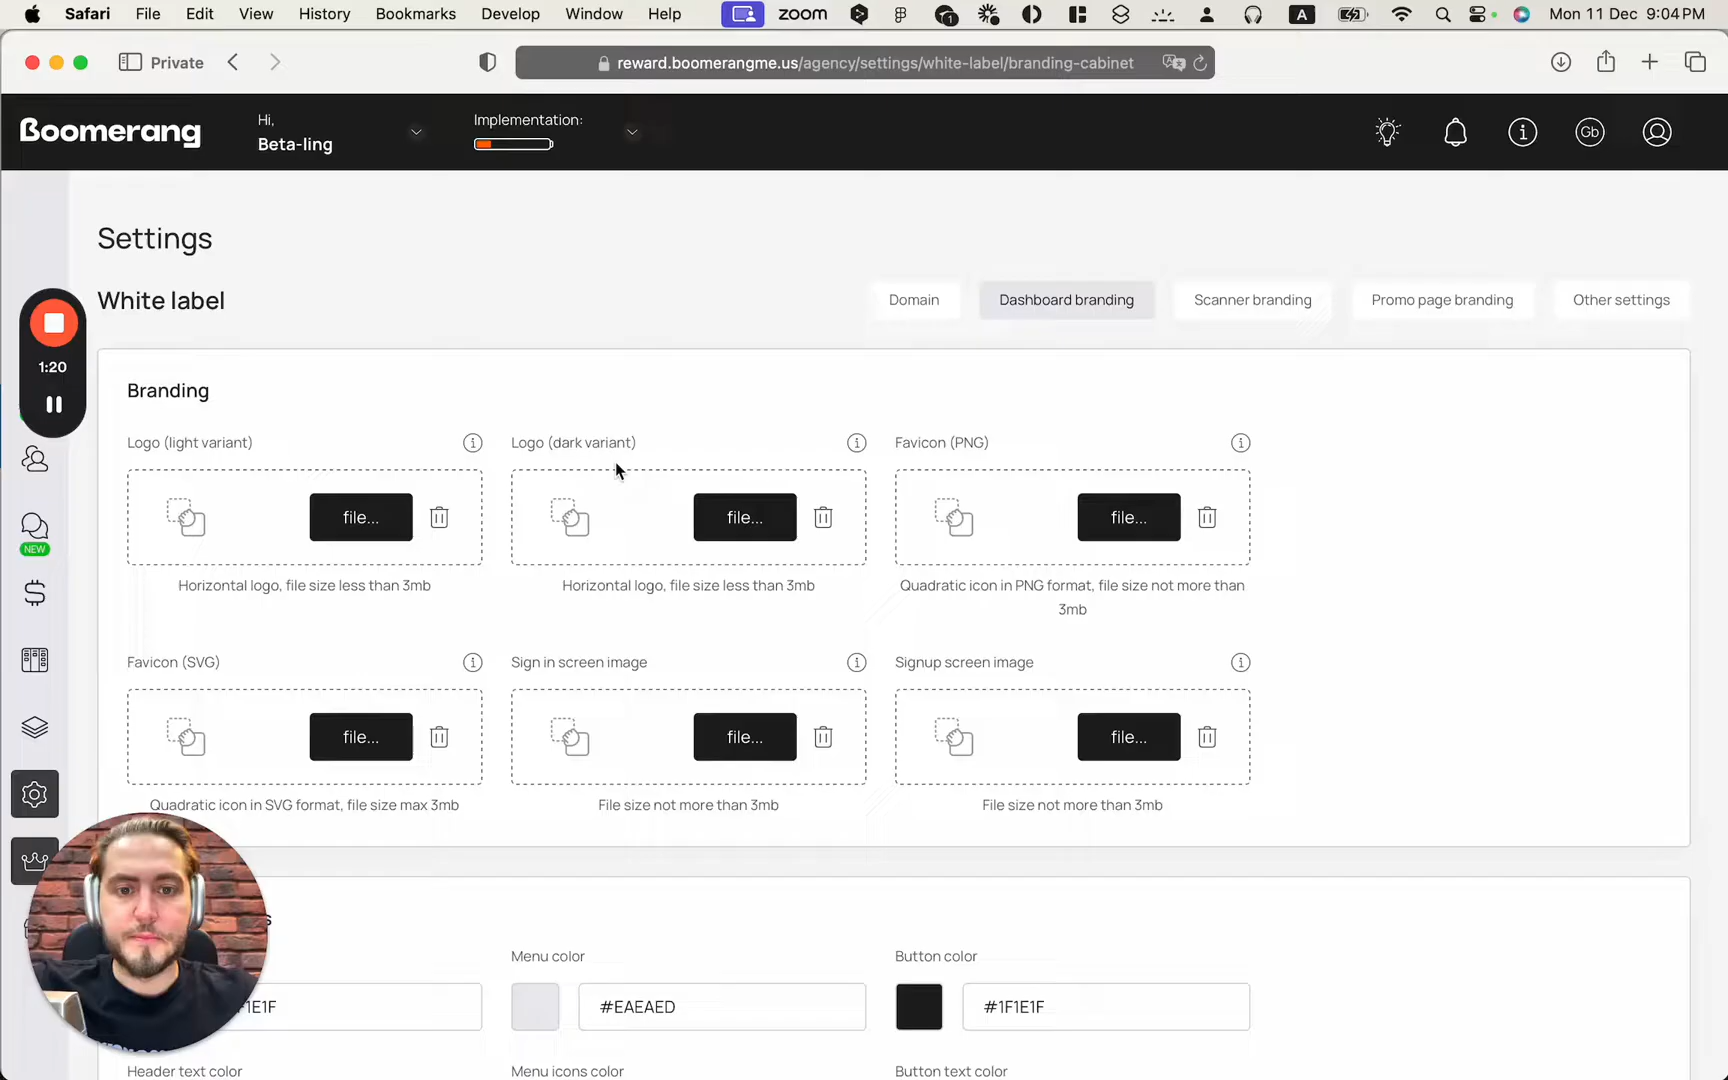 Safari File Edit View History Bookmarks Develop Window Help zoom 1 A Mon 11 Dec 9:04 PM
Private reward.boomerangme.us/agency/settings/white-label/branding-cabinet
Boomerang
Hi,
Beta-ling
Implementation:
Gb
Settings
White label
Domain Dashboard branding Scanner branding Promo page branding Other settings
1:20
Branding
Logo (light variant) Logo (dark variant) Favicon (PNG)
file... file... file...
Horizontal logo, file size less than 3mb
Horizontal logo, file size less than 3mb
Quadratic icon in PNG format, file size not more than
3mb
NEW
Favicon (SVG) Sign in screen image Signup screen image
file... file... file...
Quadratic icon in SVG format, file size max 3mb
File size not more than 3mb
File size not more than 3mb
s
Menu color Button color
1E1F #EAEAED #1F1E1F
Header text color Menu icons color Button text color